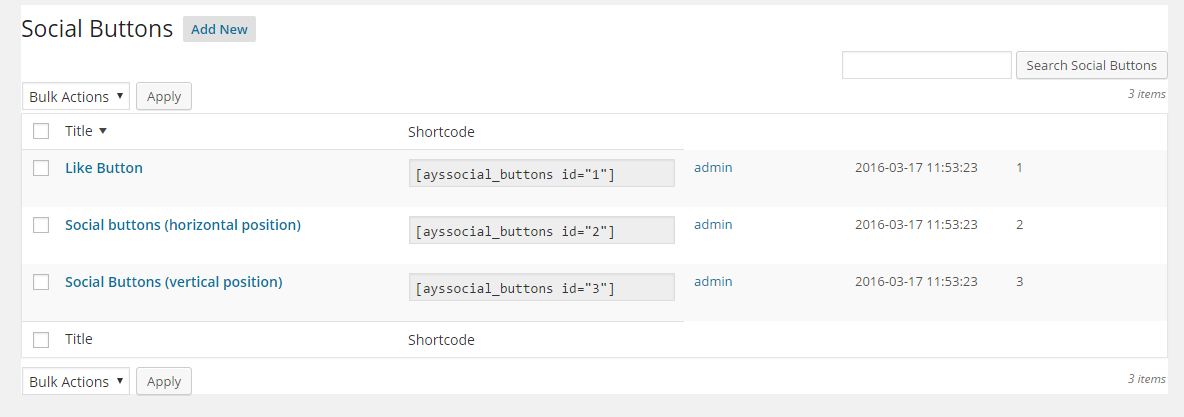 Social Buttons Add New
Search Social Buttons
Bulk Actions Apply 3 items
Title Shortcode
Like Button [ayssocial_buttons id="1"] admin 2016-03-17 11:53:23 1
Social buttons (horizontal position) [ayssocial_buttons id="2"] admin 2016-03-17 11:53:23 2
Social Buttons (vertical position) [ayssocial_buttons id="3"] admin 2016-03-17 11:53:23 3
Title Shortcode
Bulk Actions Apply 3 items